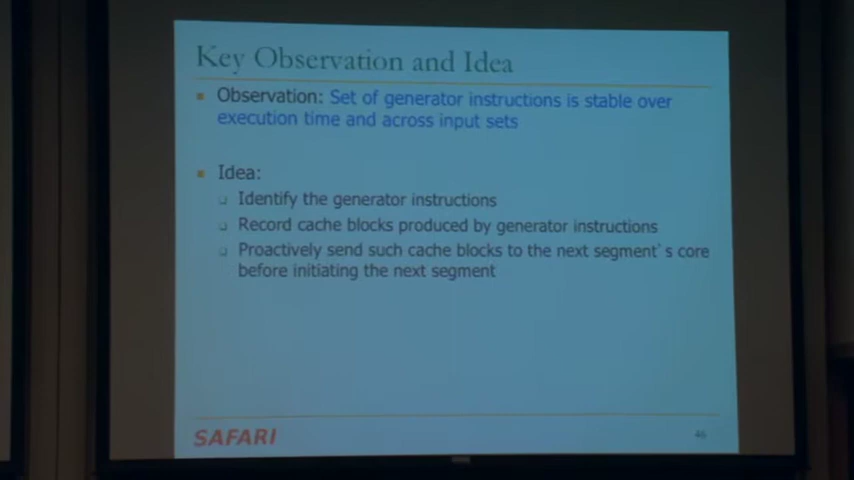 Key Observation and Idea
Observation: Set of generator instructions is stable over
execution time and across input sets
Idea:
Identify the generator instructions
Record cache blocks produced by generator instructions
Proactively send such cache blocks to the next segment's core
before initiating the next segment
SAFARI
46